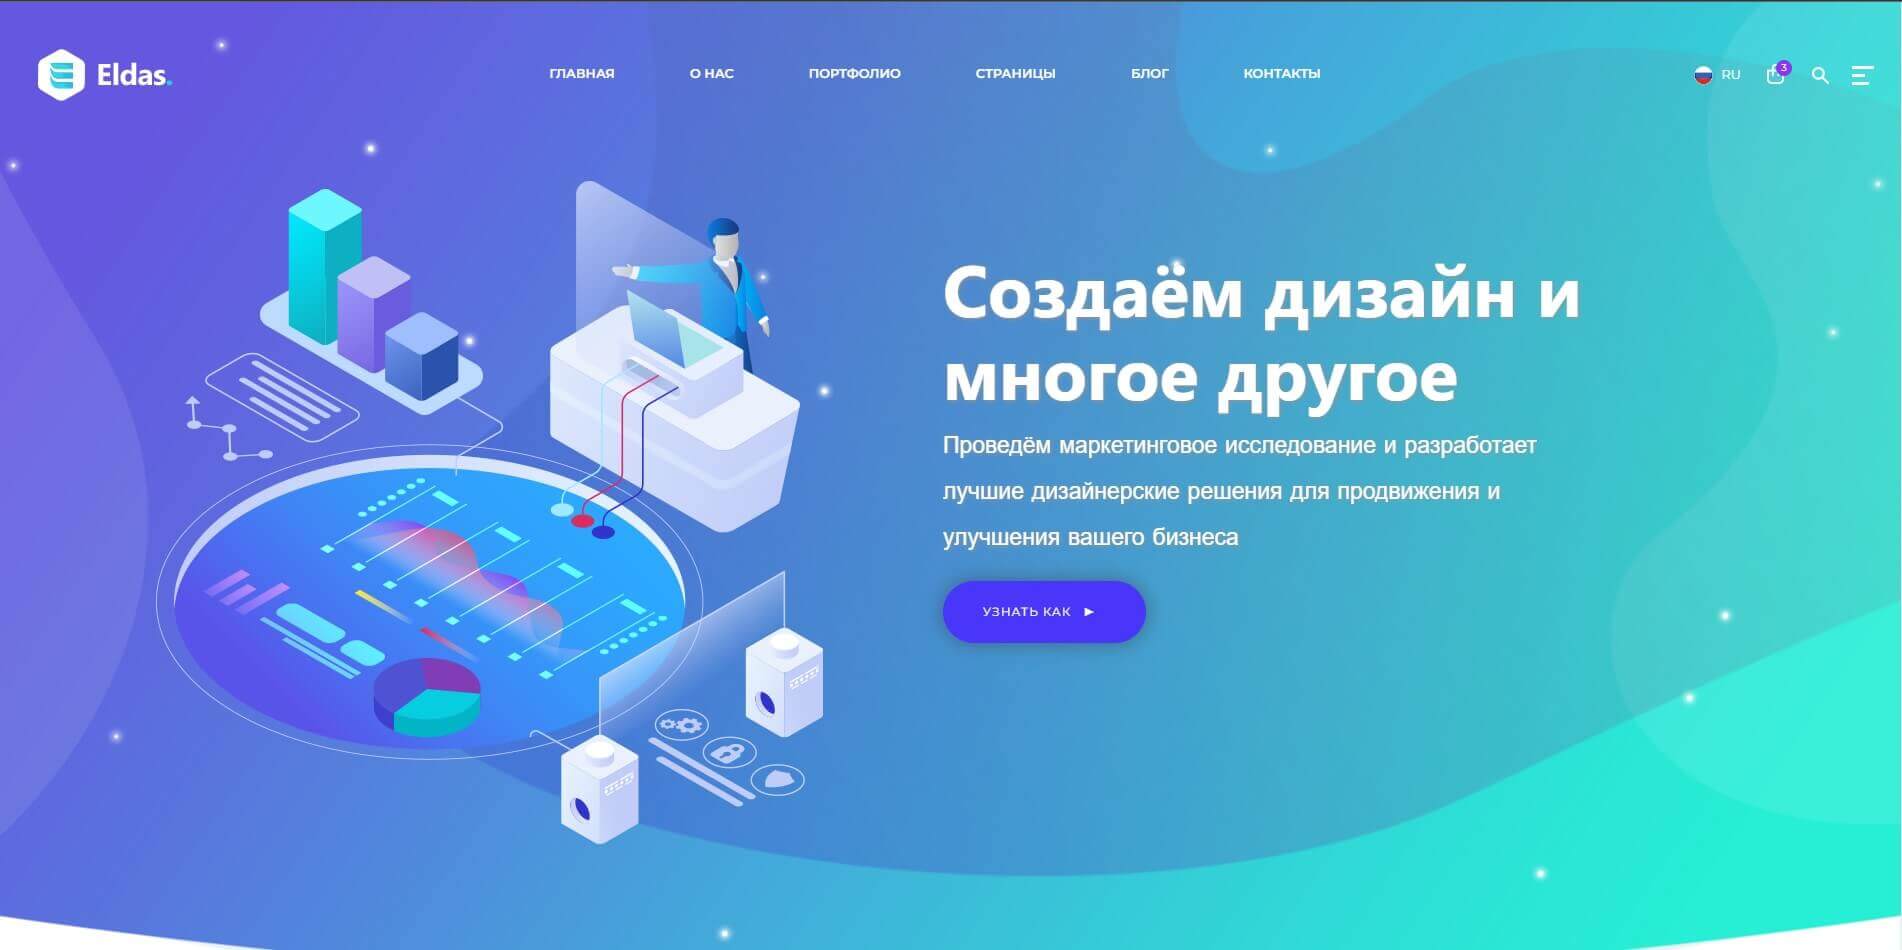 Eldas.
ГЛАВНАЯ О НАС ПОРТФОЛИО СТРАНИЦЫ БЛОГ КОНТАКТЫ
RU 3
Создаём дизайн и
многое другое
Проведём маркетинговое исследование и разработает
лучшие дизайнерские решения для продвижения и
улучшения вашего бизнеса
УЗНАТЬ КАК